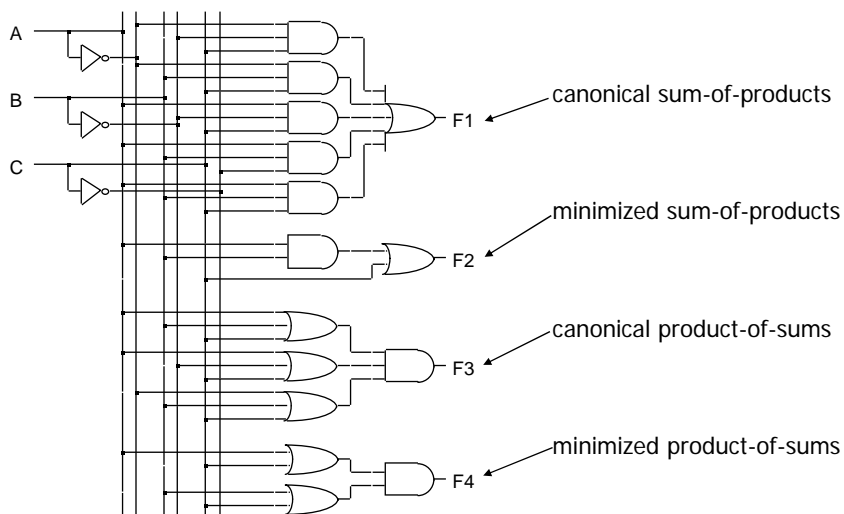 A
B
C
F1
canonical sum-of-products
F2
minimized sum-of-products
F3
canonical product-of-sums
F4
minimized product-of-sums